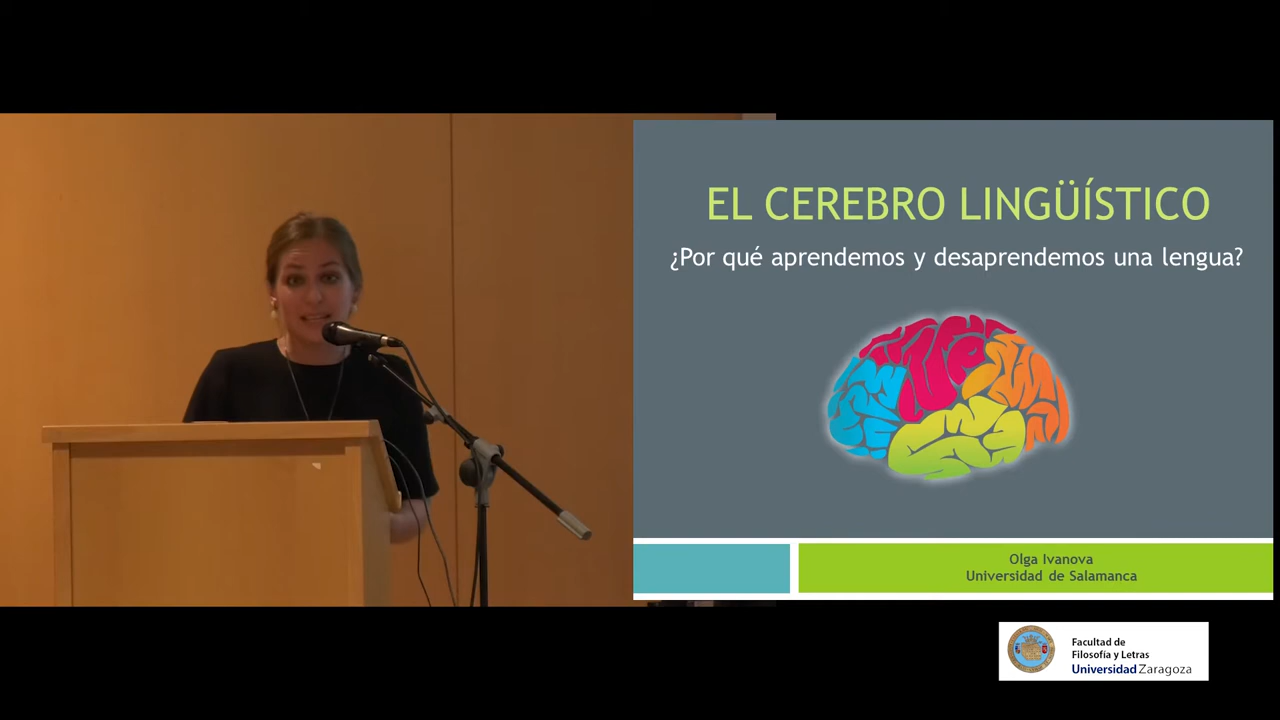 EL CEREBRO LINGÜÍSTICO
¿Por qué aprendemos y desaprendemos una lengua?
Olga Ivanova
Universidad de Salamanca
Facultad de
Filosofía y Letras
Universidad Zaragoza